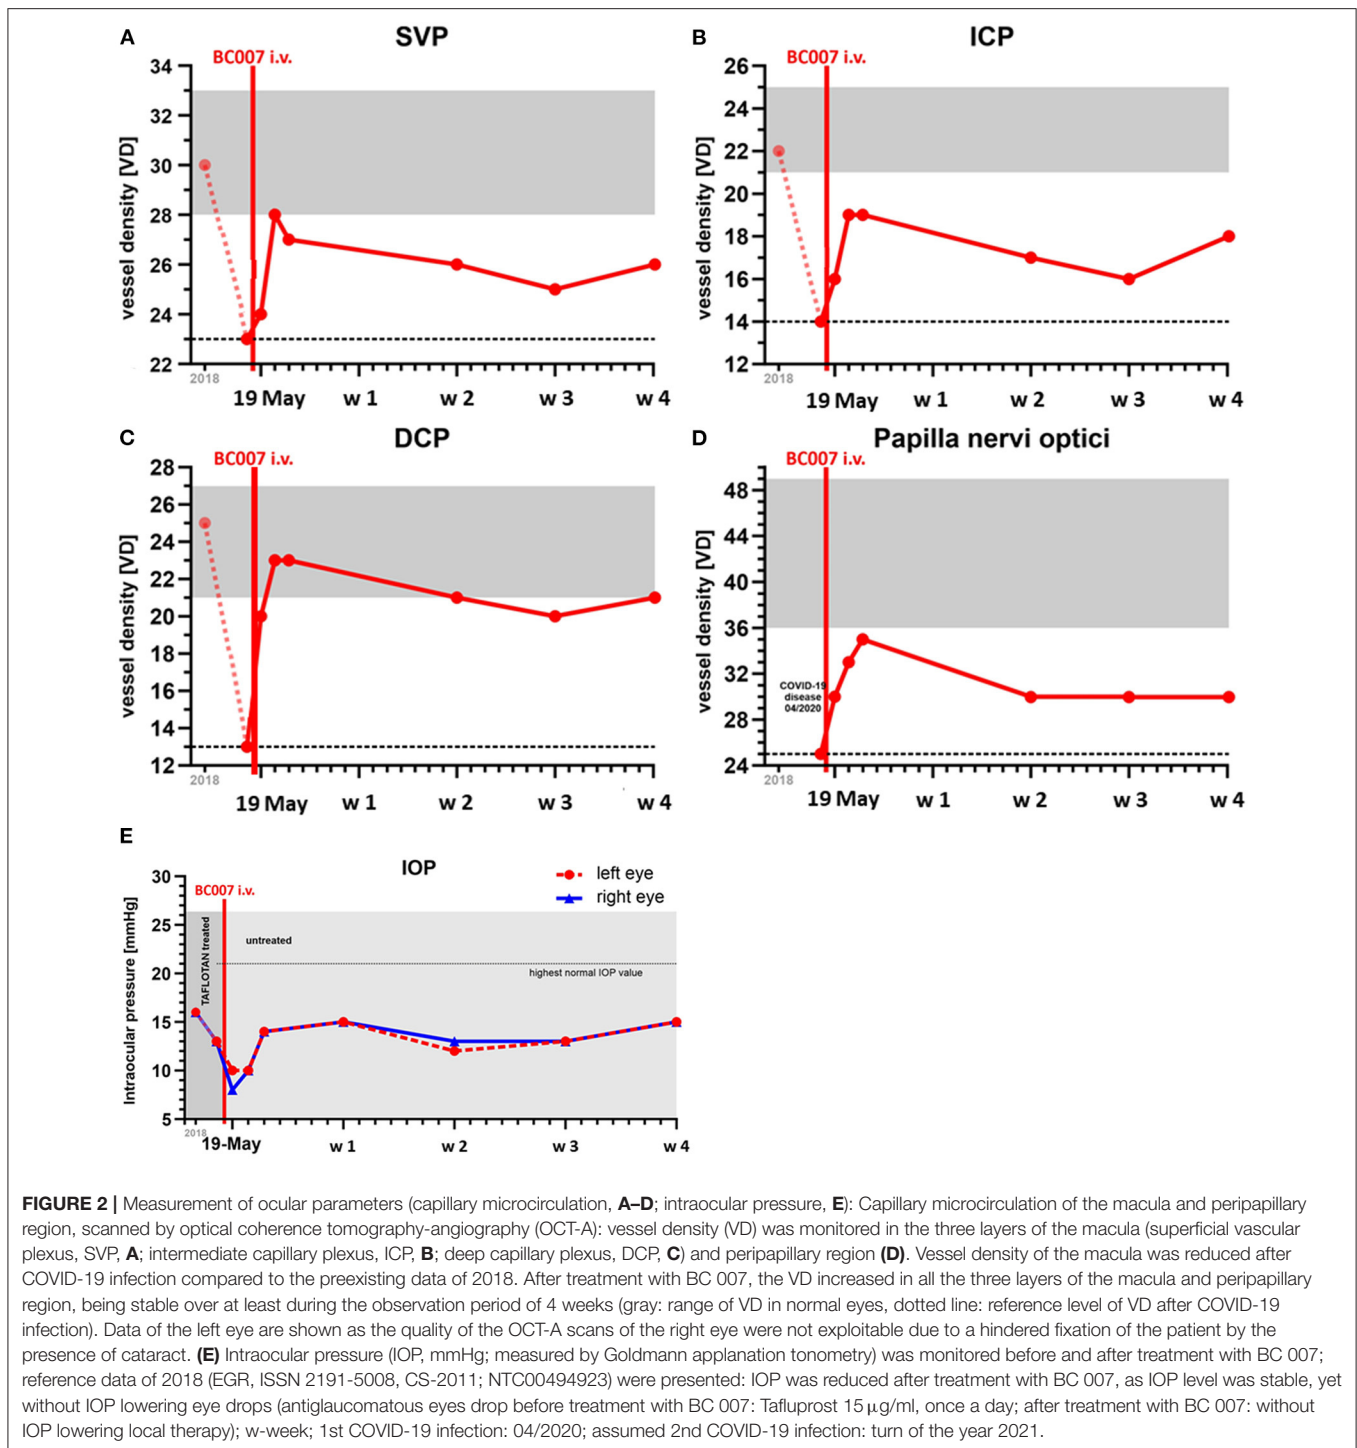 A
SVP
BC007 i.v.
vessel density [VD]
34
32
30
28
26
24
22
2018
19 May
w 1
w 2
w 3
w 4
B
ICP
BC007 i.v.
vessel density [VD]
26
24
22
20
18
16
14
12
19 May
w 1
w 2
w 3
w 4
C
DCP
BC007 i.v.
vessel density [VD]
28
26
24
22
20
18
16
14
12
2018
19 May
w 1
w 2
w 3
w 4
D
Papilla nervi optici
BC007 i.v.
vessel density [VD]
48
44
40
36
32
28
24
COVID-19
disease
04/2020
19 May
w 1
w 2
w 3
w 4
E
IOP
left eye
right eye
BC007 i.v.
Intraocular pressure [mmHg]
30
25
20
15
10
5
TAFLOTAN treated
untreated
highest normal IOP value
2018
19-May
w 1
w 2
w 3
w 4
FIGURE 2 | Measurement of ocular parameters (capillary microcirculation, A–D; intraocular pressure, E): Capillary microcirculation of the macula and peripapillary
region, scanned by optical coherence tomography-angiography (OCT-A): vessel density (VD) was monitored in the three layers of the macula (superficial vascular
plexus, SVP, A; intermediate capillary plexus, ICP, B; deep capillary plexus, DCP, C) and peripapillary region (D). Vessel density of the macula was reduced after
COVID-19 infection compared to the preexisting data of 2018. After treatment with BC 007, the VD increased in all the three layers of the macula and peripapillary
region, being stable over at least during the observation period of 4 weeks (gray: range of VD in normal eyes, dotted line: reference level of VD after COVID-19
infection). Data of the left eye are shown as the quality of the OCT-A scans of the right eye were not exploitable due to a hindered fixation of the patient by the
presence of cataract. (E) Intraocular pressure (IOP, mmHg; measured by Goldmann applanation tonometry) was monitored before and after treatment with BC 007;
reference data of 2018 (EGR, ISSN 2191-5008, CS-2011; NTC00494923) were presented: IOP was reduced after treatment with BC 007, as IOP level was stable, yet
without IOP lowering eye drops (antiglaucomatous eyes drop before treatment with BC 007: Tafluprost 15 μg/ml, once a day; after treatment with BC 007: without
IOP lowering local therapy); w-week; 1st COVID-19 infection: 04/2020; assumed 2nd COVID-19 infection: turn of the year 2021.